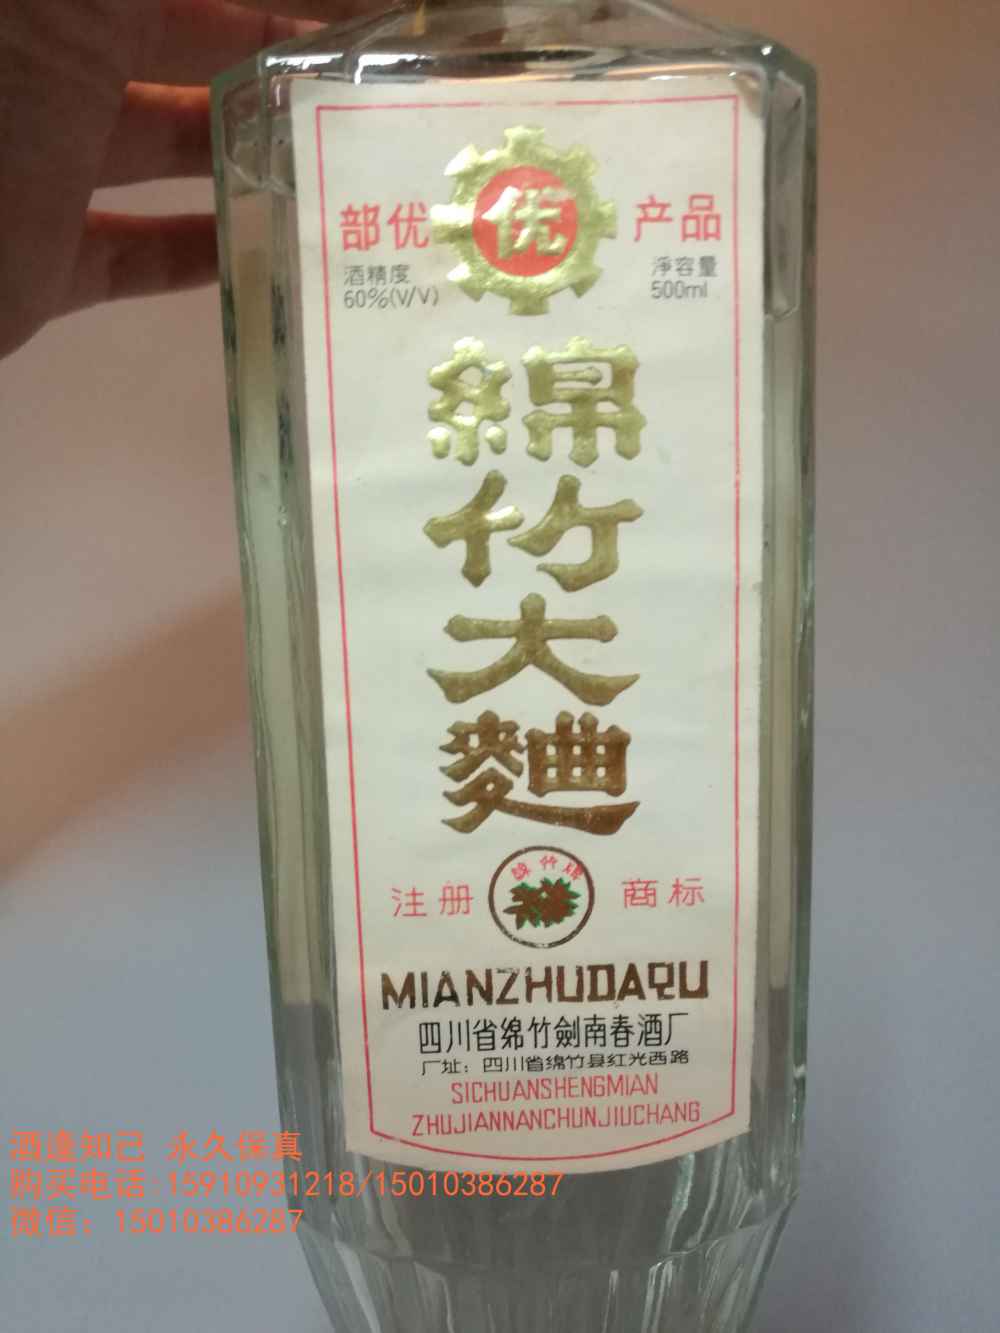 部优 优 产品
酒精度 淨容量
60%(V/V) 500ml
綿竹大麯
绵竹牌
注册 商标
MIANZHUDAQU
四川省绵竹劍南春酒厂
厂址：四川省绵竹县红光西路
SICHUANSHENGMIAN
ZHUJIANNANCHUNJIUCHANG
酒逢知己 永久保真
购买电话:15910931218/15010386287
微信：15010386287